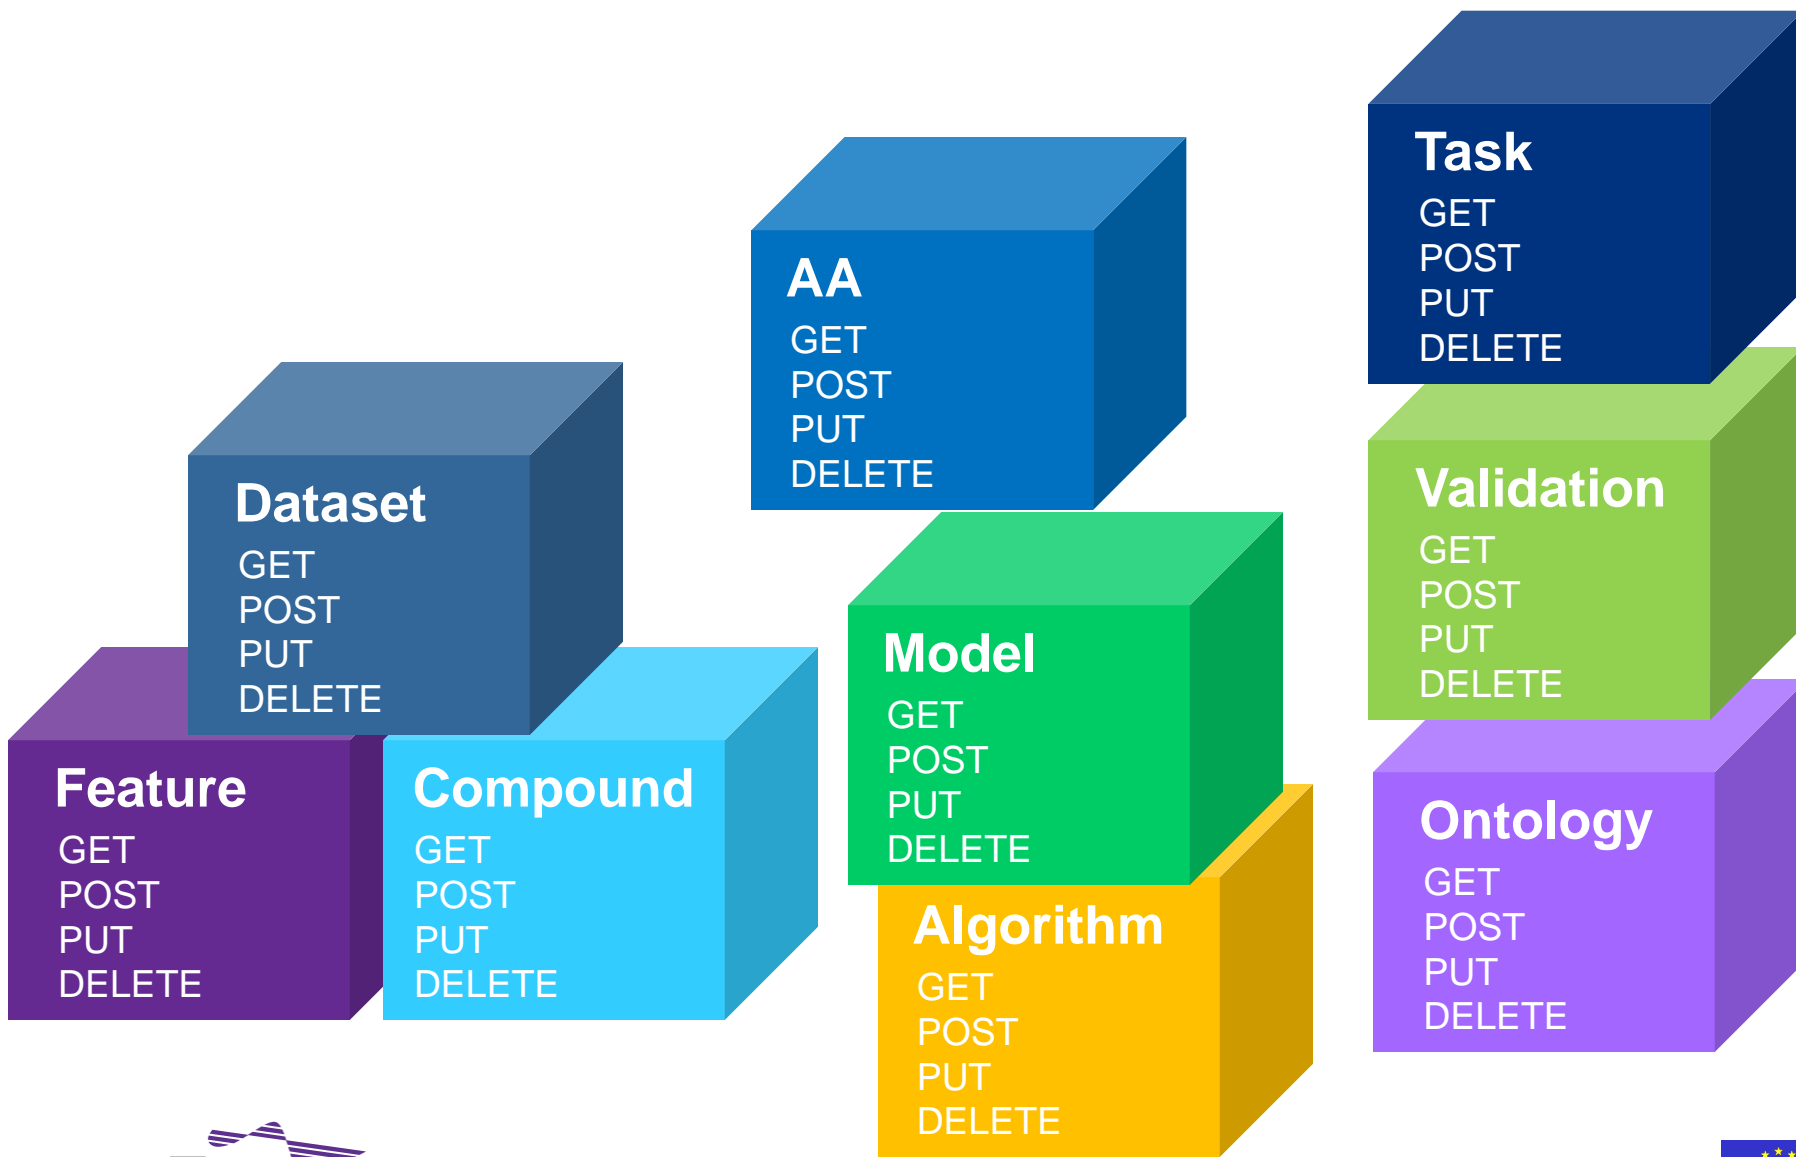 Task
GET
POST
PUT
DELETE
AA
GET
POST
PUT
DELETE
Dataset
GET
POST
PUT
DELETE
Validation
GET
POST
PUT
DELETE
Model
GET
POST
PUT
DELETE
Feature
GET
POST
PUT
DELETE
Compound
GET
POST
PUT
DELETE
Ontology
GET
POST
PUT
DELETE
Algorithm
GET
POST
PUT
DELETE